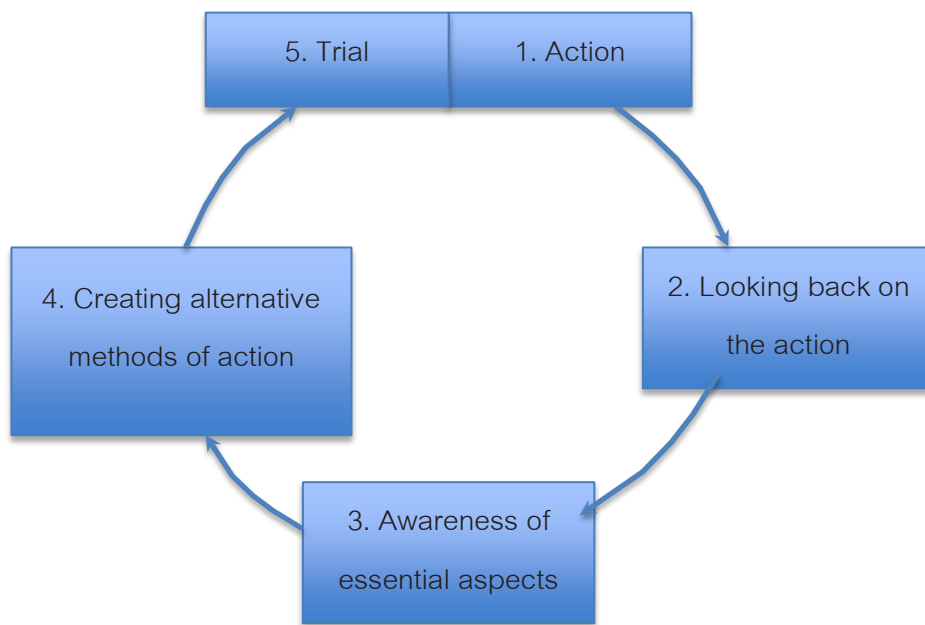 5. Trial
1. Action
2. Looking back on
the action
3. Awareness of
essential aspects
4. Creating alternative
methods of action